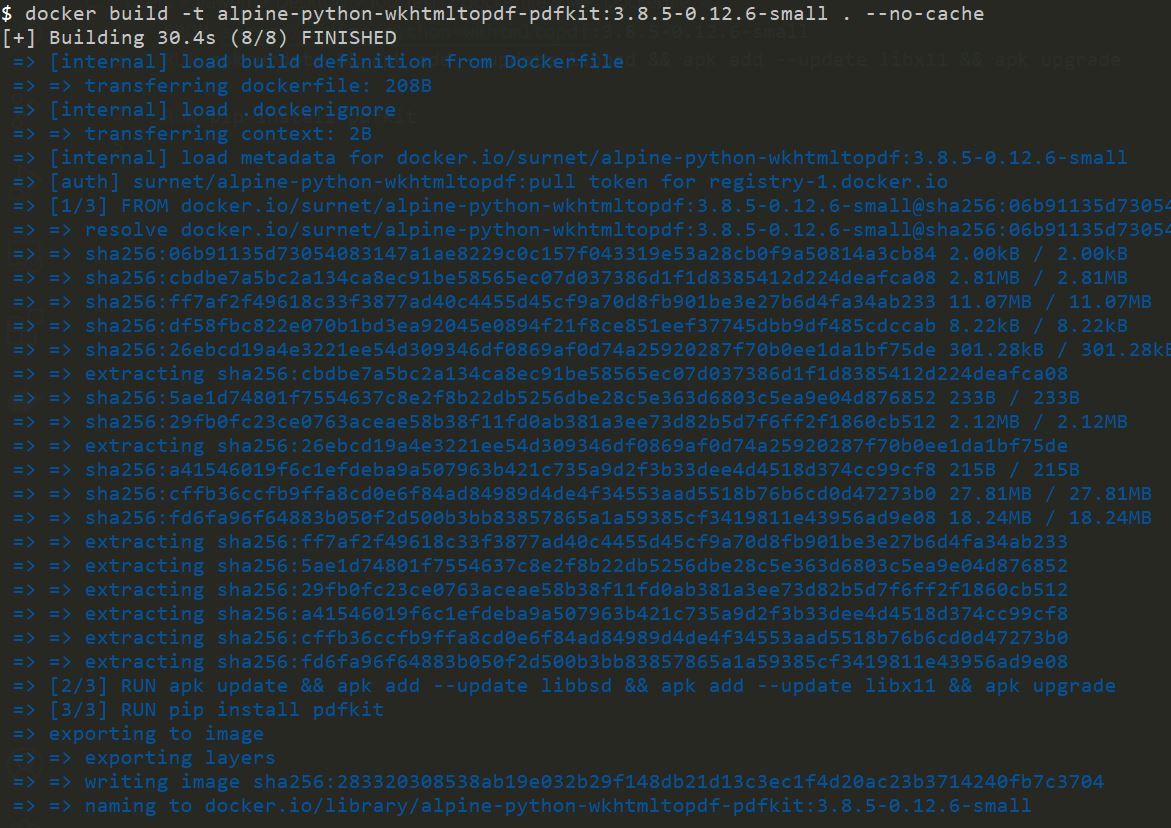 $ docker build -t alpine-python-wkhtmltopdf-pdfkit:3.8.5-0.12.6-small . --no-cache
[+] Building 30.4s (8/8) FINISHED
=> [internal] load build definition from Dockerfile
=> => transferring dockerfile: 208B
=> [internal] load .dockerignore
=> => transferring context: 2B
=> [internal] load metadata for docker.io/surnet/alpine-python-wkhtmltopdf:3.8.5-0.12.6-small
=> [auth] surnet/alpine-python-wkhtmltopdf:pull token for registry-1.docker.io
=> [1/3] FROM docker.io/surnet/alpine-python-wkhtmltopdf:3.8.5-0.12.6-small@sha256:06b91135d73054
=> => resolve docker.io/surnet/alpine-python-wkhtmltopdf:3.8.5-0.12.6-small@sha256:06b91135d73054
=> => sha256:06b91135d73054083147a1ae8229c0c157f043319e53a28cb0f9a50814a3cb84 2.00kB / 2.00kB
=> => sha256:cbdbe7a5bc2a134ca8ec91be58565ec07d037386d1f1d8385412d224deafca08 2.81MB / 2.81MB
=> => sha256:ff7af2f49618c33f3877ad40c4455d45cf9a70d8fb901be3e27b6d4fa34ab233 11.07MB / 11.07MB
=> => sha256:df58fbc822e070b1bd3ea92045e0894f21f8ce851eef37745dbb9df485cdccab 8.22kB / 8.22kB
=> => sha256:26ebcd19a4e3221ee54d309346df0869af0d74a25920287f70b0ee1da1bf75de 301.28kB / 301.28kB
=> => extracting sha256:cbdbe7a5bc2a134ca8ec91be58565ec07d037386d1f1d8385412d224deafca08
=> => sha256:5ae1d74801f7554637c8e2f8b22db5256dbe28c5e363d6803c5ea9e04d876852 233B / 233B
=> => sha256:29fb0fc23ce0763aceae58b38f11fd0ab381a3ee73d82b5d7f6ff2f1860cb512 2.12MB / 2.12MB
=> => extracting sha256:26ebcd19a4e3221ee54d309346df0869af0d74a25920287f70b0ee1da1bf75de
=> => sha256:a41546019f6c1efdeba9a507963b421c735a9d2f3b33dee4d4518d374cc99cf8 215B / 215B
=> => sha256:cffb36ccfb9ffa8cd0e6f84ad84989d4de4f34553aad5518b76b6cd0d47273b0 27.81MB / 27.81MB
=> => sha256:fd6fa96f64883b050f2d500b3bb83857865a1a59385cf3419811e43956ad9e08 18.24MB / 18.24MB
=> => extracting sha256:ff7af2f49618c33f3877ad40c4455d45cf9a70d8fb901be3e27b6d4fa34ab233
=> => extracting sha256:5ae1d74801f7554637c8e2f8b22db5256dbe28c5e363d6803c5ea9e04d876852
=> => extracting sha256:29fb0fc23ce0763aceae58b38f11fd0ab381a3ee73d82b5d7f6ff2f1860cb512
=> => extracting sha256:a41546019f6c1efdeba9a507963b421c735a9d2f3b33dee4d4518d374cc99cf8
=> => extracting sha256:cffb36ccfb9ffa8cd0e6f84ad84989d4de4f34553aad5518b76b6cd0d47273b0
=> => extracting sha256:fd6fa96f64883b050f2d500b3bb83857865a1a59385cf3419811e43956ad9e08
=> [2/3] RUN apk update && apk add --update libbsd && apk add --update libx11 && apk upgrade
=> [3/3] RUN pip install pdfkit
=> exporting to image
=> => exporting layers
=> => writing image sha256:283320308538ab19e032b29f148db21d13c3ec1f4d20ac23b3714240fb7c3704
=> => naming to docker.io/library/alpine-python-wkhtmltopdf-pdfkit:3.8.5-0.12.6-small